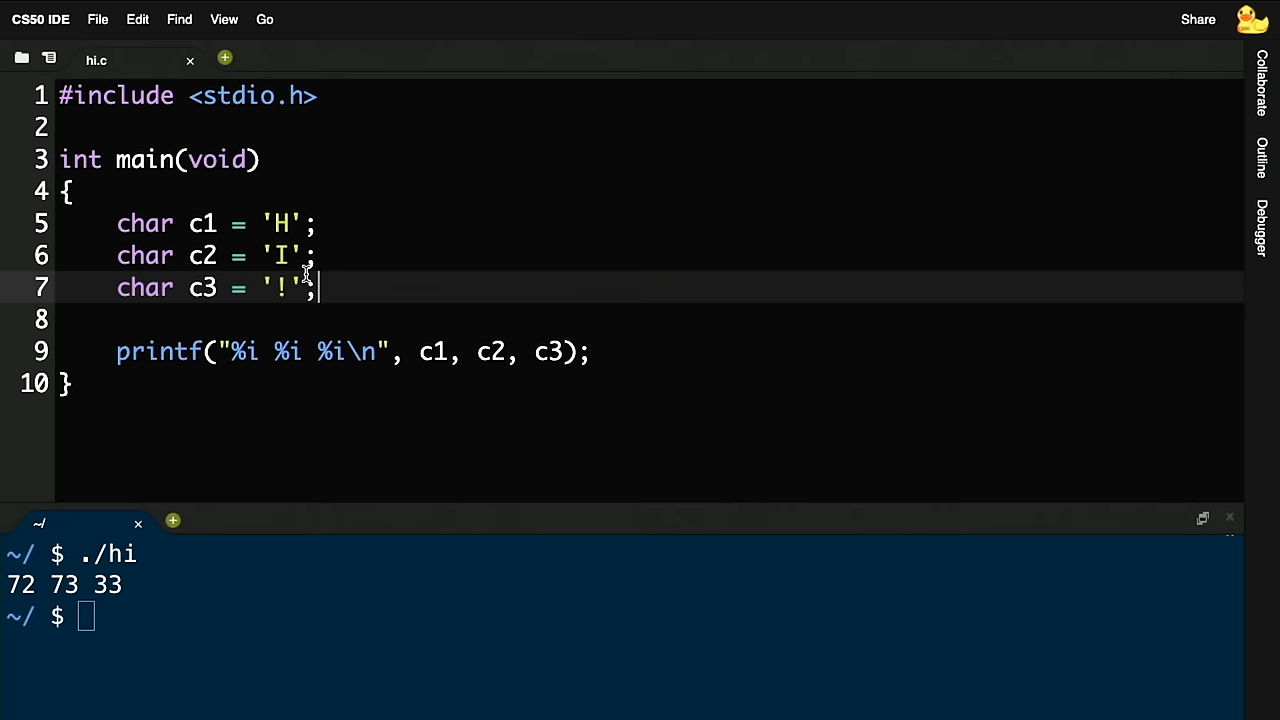 CS50 IDE File Edit Find View Go Share
hi.c
Collaborate
Outline
Debugger
1 #include <stdio.h>
2
3 int main(void)
4 {
5     char c1 = 'H';
6     char c2 = 'I';
7     char c3 = '!';
8
9     printf("%i %i %i\n", c1, c2, c3);
10 }
~/
~/ $ ./hi
72 73 33
~/ $